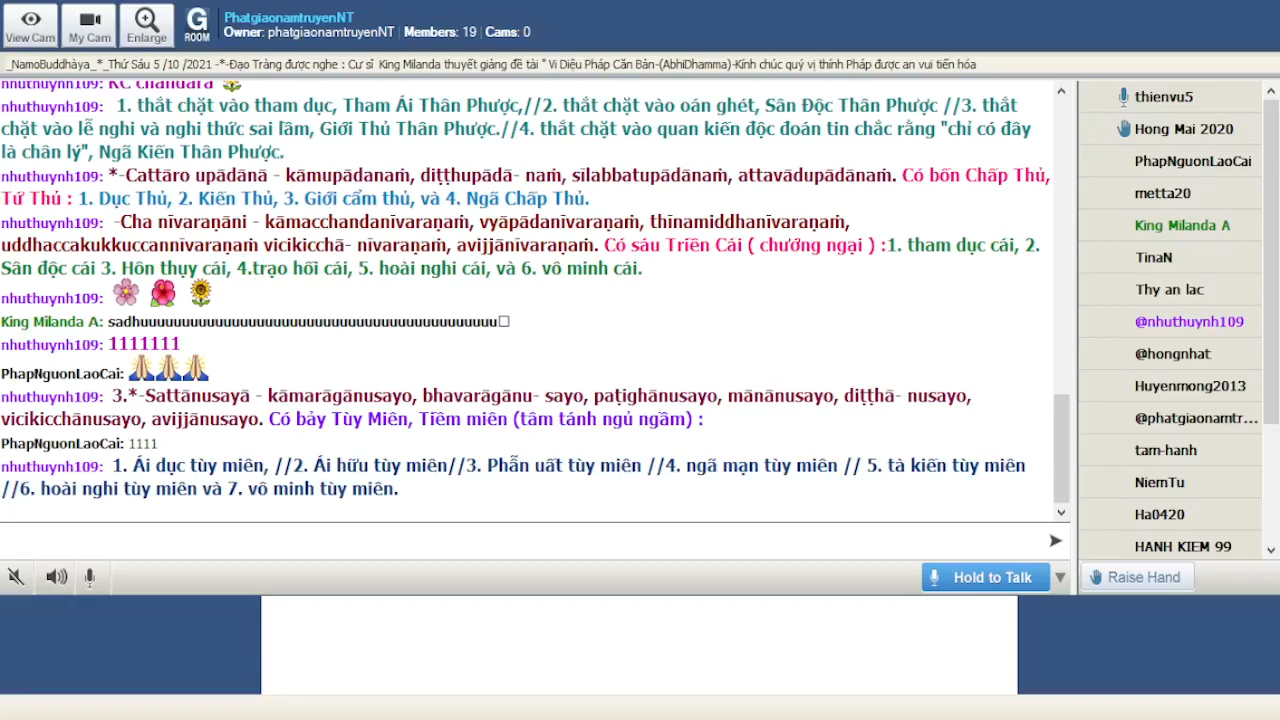 View Cam
My Cam
Enlarge
G
ROOM
PhatgiaonamtruyenNT
Owner: phatgiaonamtruyenNT | Members: 19 | Cams: 0
_NamoBuddhàya_*_Thứ Sáu 5 /10 /2021 -*-Đạo Tràng được nghe : Cư sĩ King Milanda thuyết giảng đề tài " Vi Diệu Pháp Căn Bản-(AbhiDhamma)-Kính chúc quý vị thính Pháp được an vui tiến hóa
nhuthuynh109: KC chandara
nhuthuynh109: 1. thắt chặt vào tham dục, Tham Ái Thân Phược,//2. thắt chặt vào oán ghét, Sân Độc Thân Phược //3. thắt
chặt vào lễ nghi và nghi thức sai lầm, Giới Thủ Thân Phược.//4. thắt chặt vào quan kiến độc đoán tin chắc rằng "chỉ có đây
là chân lý", Ngã Kiến Thân Phược.
nhuthuynh109: *-Cattāro upādānā - kāmupādanaṁ, diṭṭhupādā- naṁ, sīlabbatupādānaṁ, attavādupādānaṁ. Có bốn Chấp Thủ,
Tứ Thủ : 1. Dục Thủ, 2. Kiến Thủ, 3. Giới cấm thủ, và 4. Ngã Chấp Thủ.
nhuthuynh109: -Cha nīvaraṇāni - kāmacchandanīvaraṇaṁ, vyāpādanīvaraṇaṁ, thīnamiddhanīvaraṇaṁ,
uddhaccakukkuccannīvaraṇaṁ vicikicchā- nīvaraṇaṁ, avijjānīvaraṇaṁ. Có sáu Triền Cái ( chướng ngại ) :1. tham dục cái, 2.
Sân độc cái 3. Hôn thụy cái, 4.trạo hối cái, 5. hoài nghi cái, và 6. vô minh cái.
nhuthuynh109:
King Milanda A: sadhuuuuuuuuuuuuuuuuuuuuuuuuuuuuuuuuuuuuuuuuuuuu
nhuthuynh109: 1111111
PhapNguonLaoCai:
nhuthuynh109: 3.*-Sattānusayā - kāmarāgānusayo, bhavarāgānu- sayo, paṭighānusayo, mānānusayo, diṭṭhā- nusayo,
vicikicchānusayo, avijjānusayo. Có bảy Tùy Miên, Tiềm miên (tâm tánh ngủ ngầm) :
PhapNguonLaoCai: 1111
nhuthuynh109: 1. Ái dục tùy miên, //2. Ái hữu tùy miên//3. Phẫn uất tùy miên //4. ngã mạn tùy miên // 5. tà kiến tùy miên
//6. hoài nghi tùy miên và 7. vô minh tùy miên.
Hold to Talk
thienvu5
Hong Mai 2020
PhapNguonLaoCai
metta20
King Milanda A
TinaN
Thy an lac
@nhuthuynh109
@hongnhat
Huyenmong2013
@phatgiaonamtr...
tam-hanh
NiemTu
Ha0420
HANH KIEM 99
Raise Hand